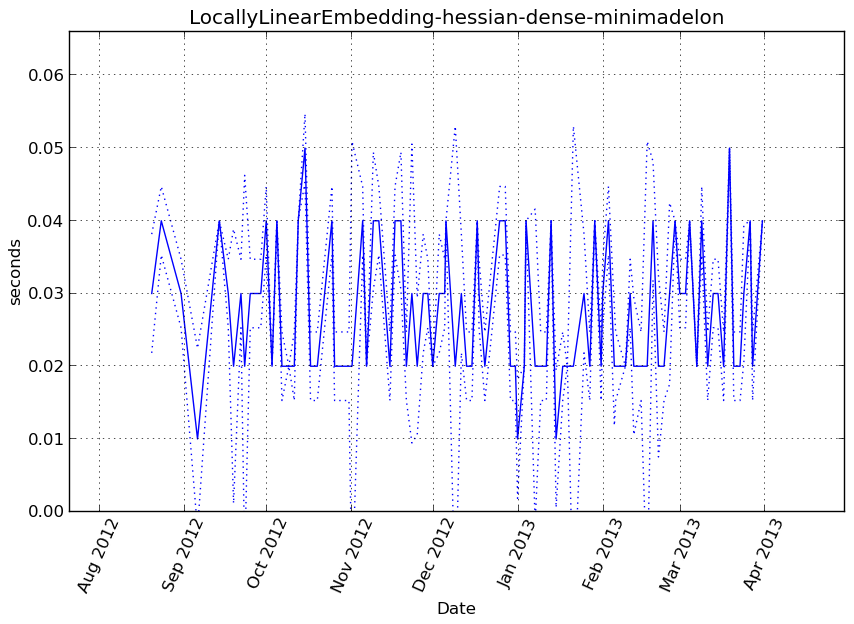 LocallyLinearEmbedding-hessian-dense-minimadelon
0.06
0.05
0.04
0.03
0.02
0.01
0.00
seconds
Aug 2012
Sep 2012
Oct 2012
Nov 2012
Dec 2012
Jan 2013
Feb 2013
Mar 2013
Apr 2013
Date